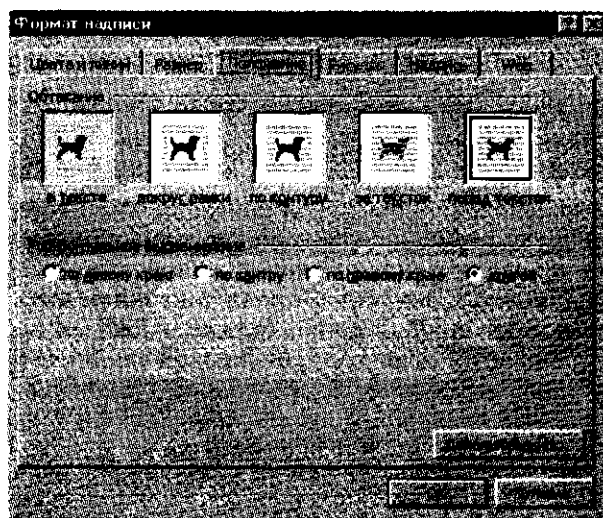 Формат надписи
Цвета и линии Размер Положение Рисунок Надпись Web
Обтекание
в тексте вокруг рамки по контуру за текстом перед текстом
Горизонтальное выравнивание
по левому краю по центру по правому краю другое